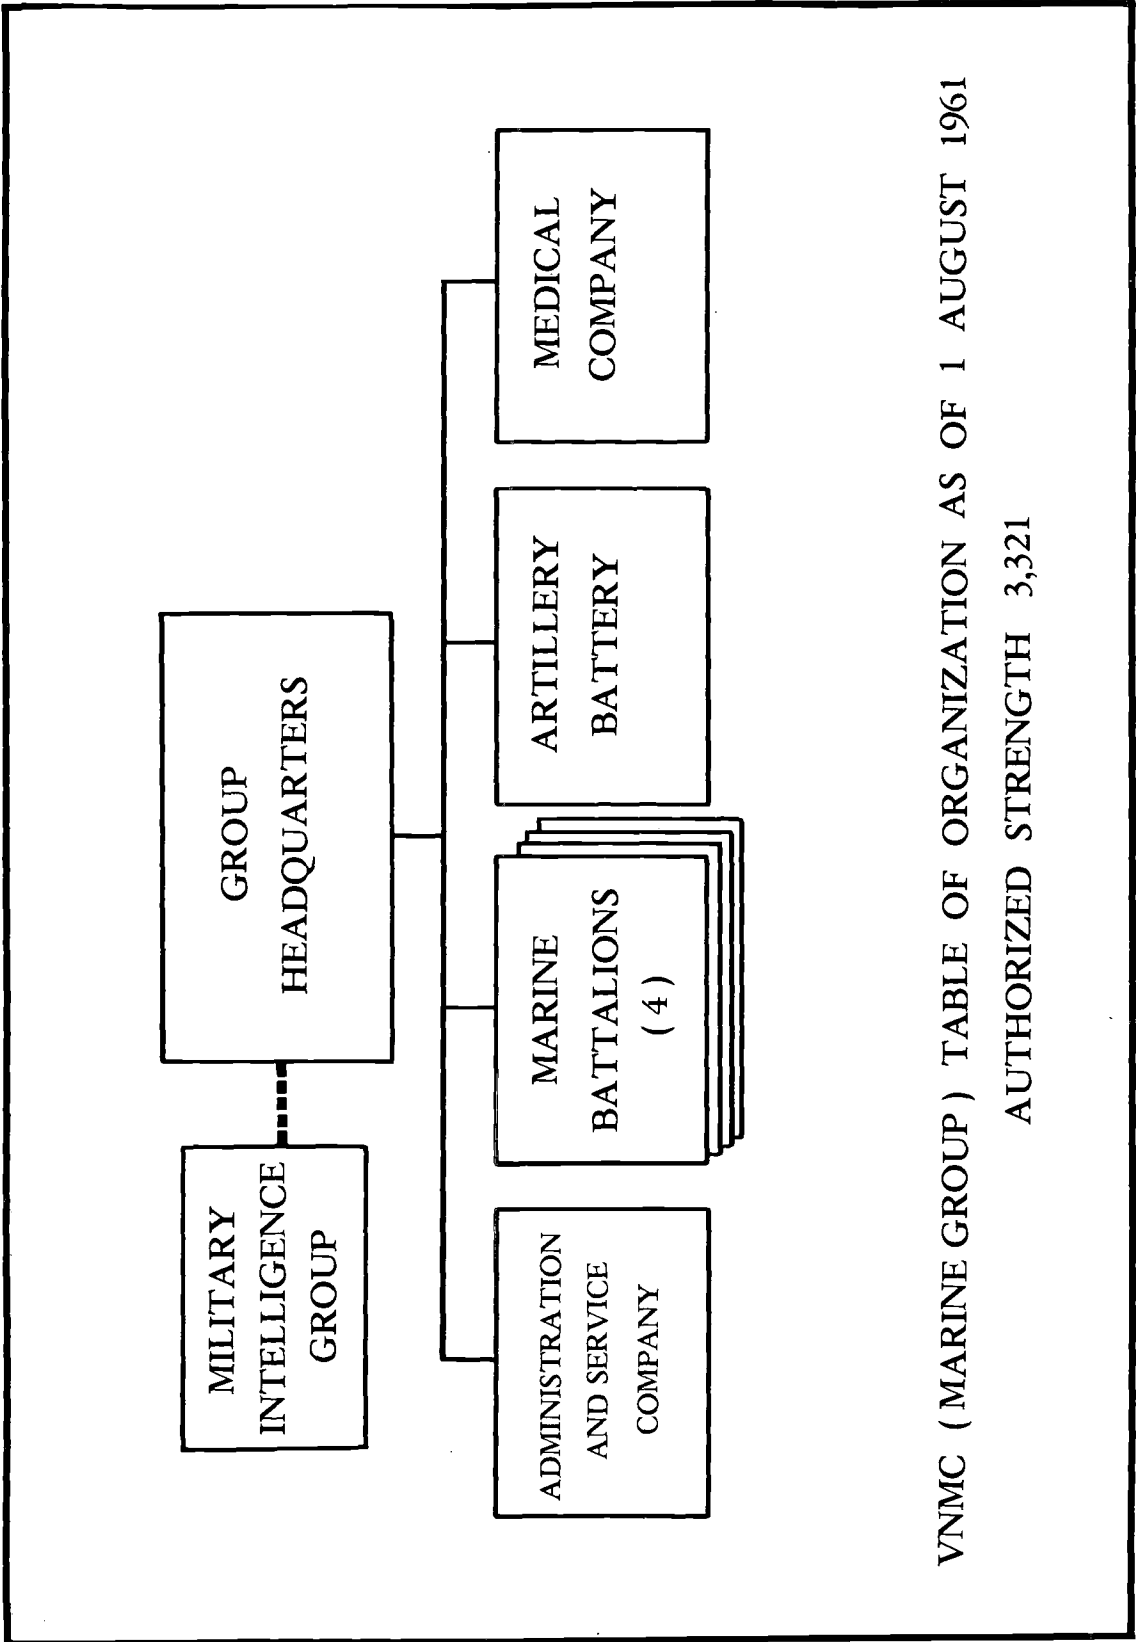 MILITARY
INTELLIGENCE
GROUP
GROUP
HEADQUARTERS
ADMINISTRATION
AND SERVICE
COMPANY
MARINE
BATTALIONS
(4)
ARTILLERY
BATTERY
MEDICAL
COMPANY
VNMC (MARINE GROUP) TABLE OF ORGANIZATION AS OF 1 AUGUST 1961
AUTHORIZED STRENGTH 3,321